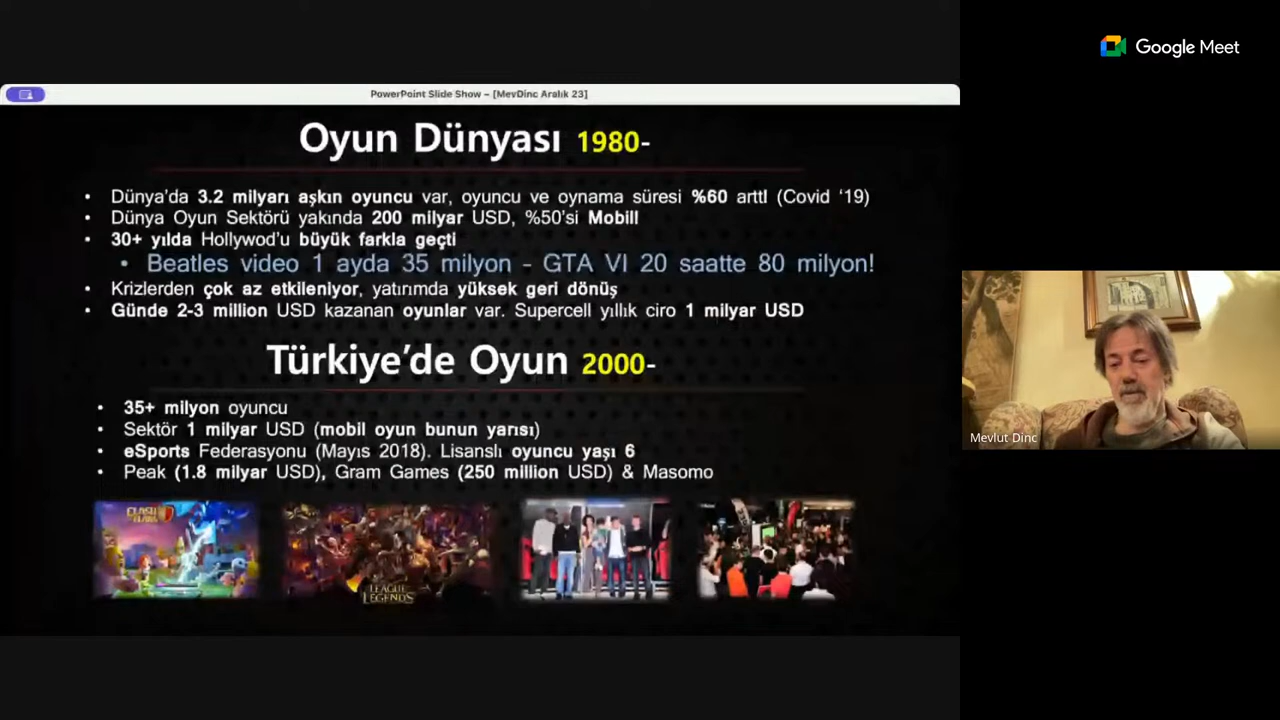 Google Meet
PowerPoint Slide Show – [MevDinc Aralık 23]
Oyun Dünyası 1980-
• Dünya'da 3.2 milyarı aşkın oyuncu var, oyuncu ve oynama süresi %60 arttı! (Covid '19)
• Dünya Oyun Sektörü yakında 200 milyar USD, %50'si Mobil!
• 30+ yılda Hollywod'u büyük farkla geçti
• Beatles video 1 ayda 35 milyon - GTA VI 20 saatte 80 milyon!
• Krizlerden çok az etkileniyor, yatırımda yüksek geri dönüş
• Günde 2-3 million USD kazanan oyunlar var. Supercell yıllık ciro 1 milyar USD
Türkiye'de Oyun 2000-
• 35+ milyon oyuncu
• Sektör 1 milyar USD (mobil oyun bunun yarısı)
• eSports Federasyonu (Mayıs 2018). Lisanslı oyuncu yaşı 6
• Peak (1.8 milyar USD), Gram Games (250 million USD) & Masomo
LEAGUE
LEGENDS
Mevlut Dinc